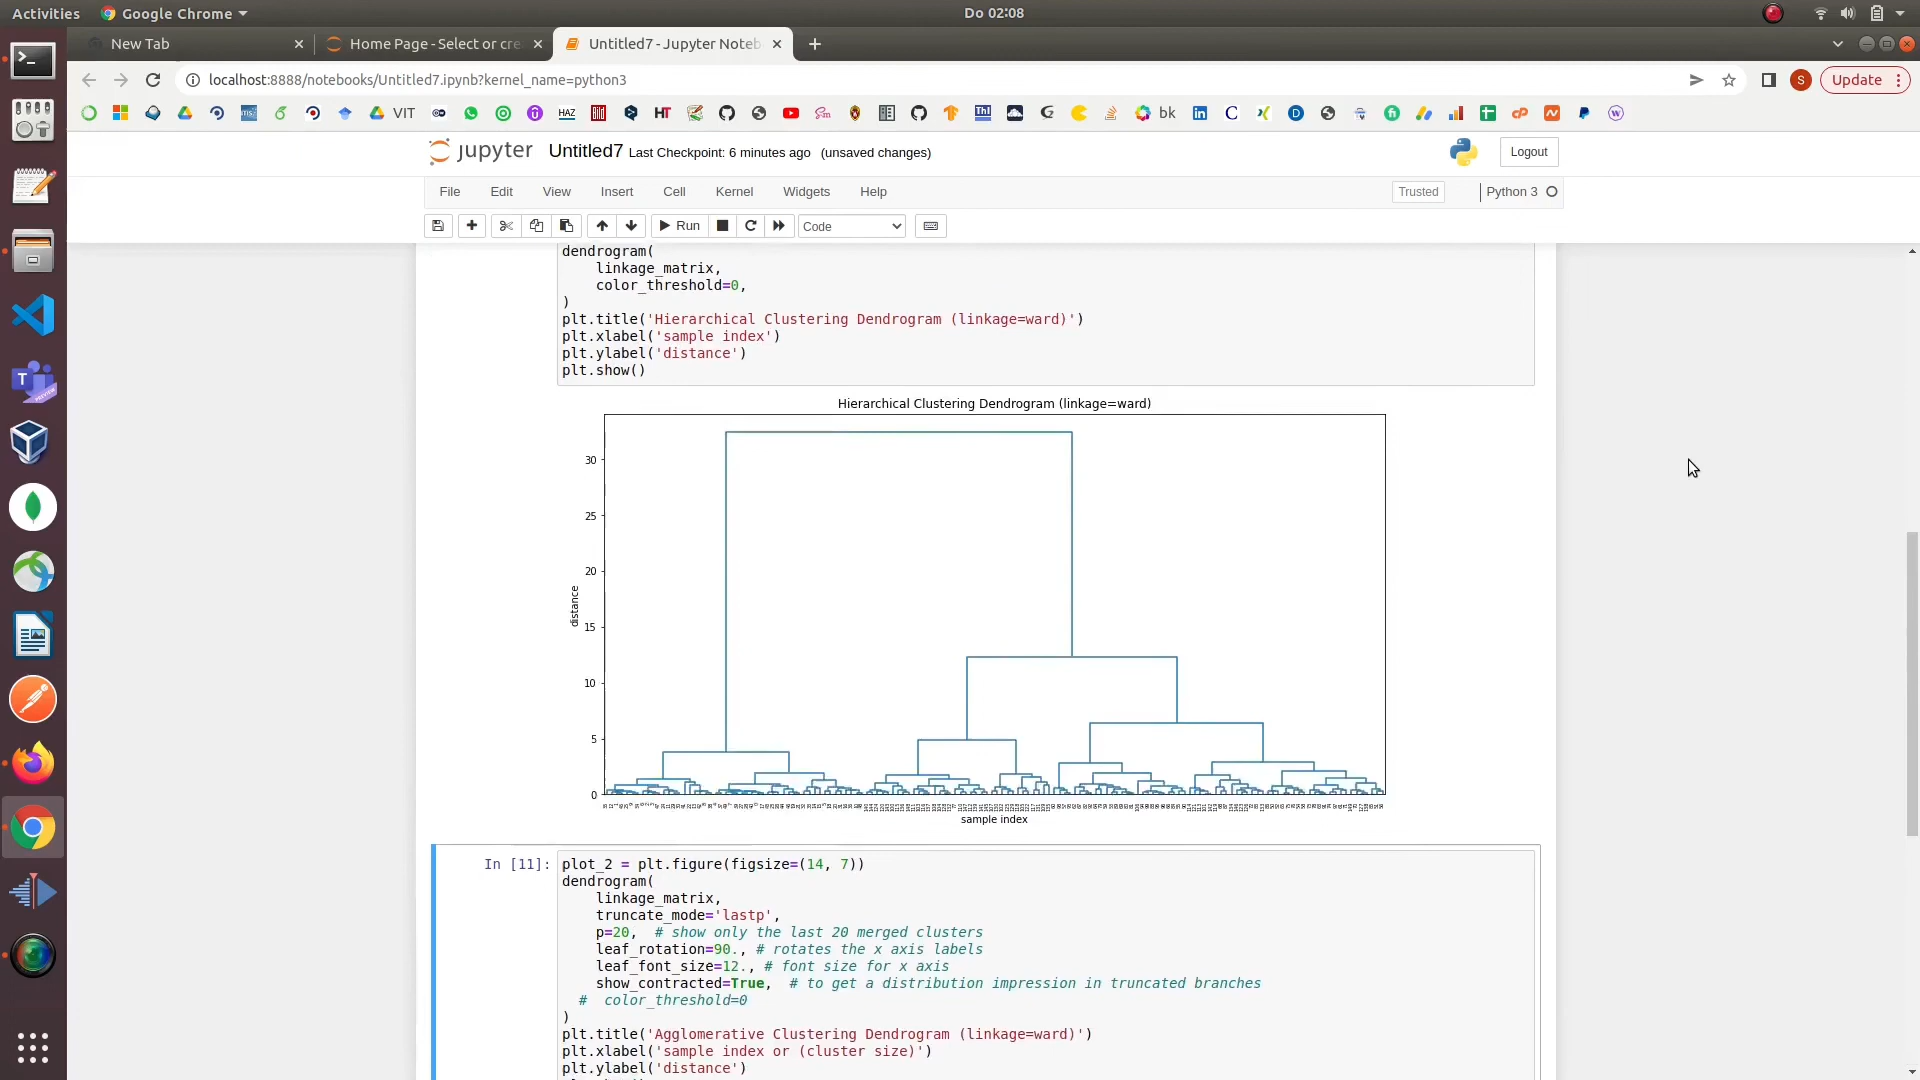 Activities Google Chrome Do 02:08
New Tab Home Page - Select or cre Untitled7 - Jupyter Noteb
localhost:8888/notebooks/Untitled7.ipynb?kernel_name=python3 S Update
VIT HAZ HT ThI bk
jupyter Untitled7 Last Checkpoint: 6 minutes ago (unsaved changes) Logout
File Edit View Insert Cell Kernel Widgets Help Trusted Python 3
Run Code
dendrogram(
linkage_matrix,
color_threshold=0,
)
plt.title('Hierarchical Clustering Dendrogram (linkage=ward)')
plt.xlabel('sample index')
plt.ylabel('distance')
plt.show()
Hierarchical Clustering Dendrogram (linkage=ward)
30
25
20
15
10
5
0
distance
sample index
In [11]: plot_2 = plt.figure(figsize=(14, 7))
dendrogram(
linkage_matrix,
truncate_mode='lastp',
p=20, # show only the last 20 merged clusters
leaf_rotation=90., # rotates the x axis labels
leaf_font_size=12., # font size for x axis
show_contracted=True, # to get a distribution impression in truncated branches
# color_threshold=0
)
plt.title('Agglomerative Clustering Dendrogram (linkage=ward)')
plt.xlabel('sample index or (cluster size)')
plt.ylabel('distance')